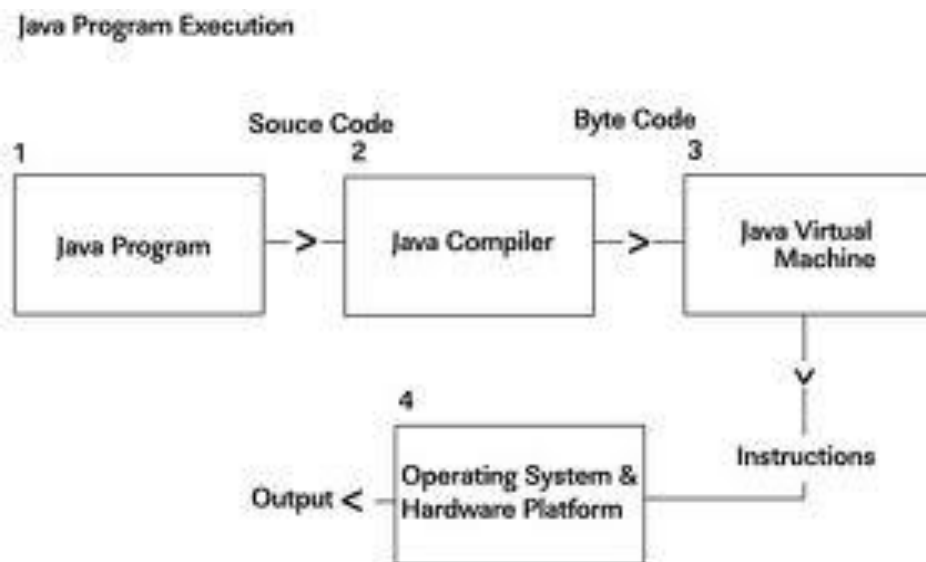 Java Program Execution
Souce Code
Byte Code
1
2
3
Java Program
Java Compiler
Java Virtual
Machine
4
Instructions
Operating System &
Hardware Platform
Output